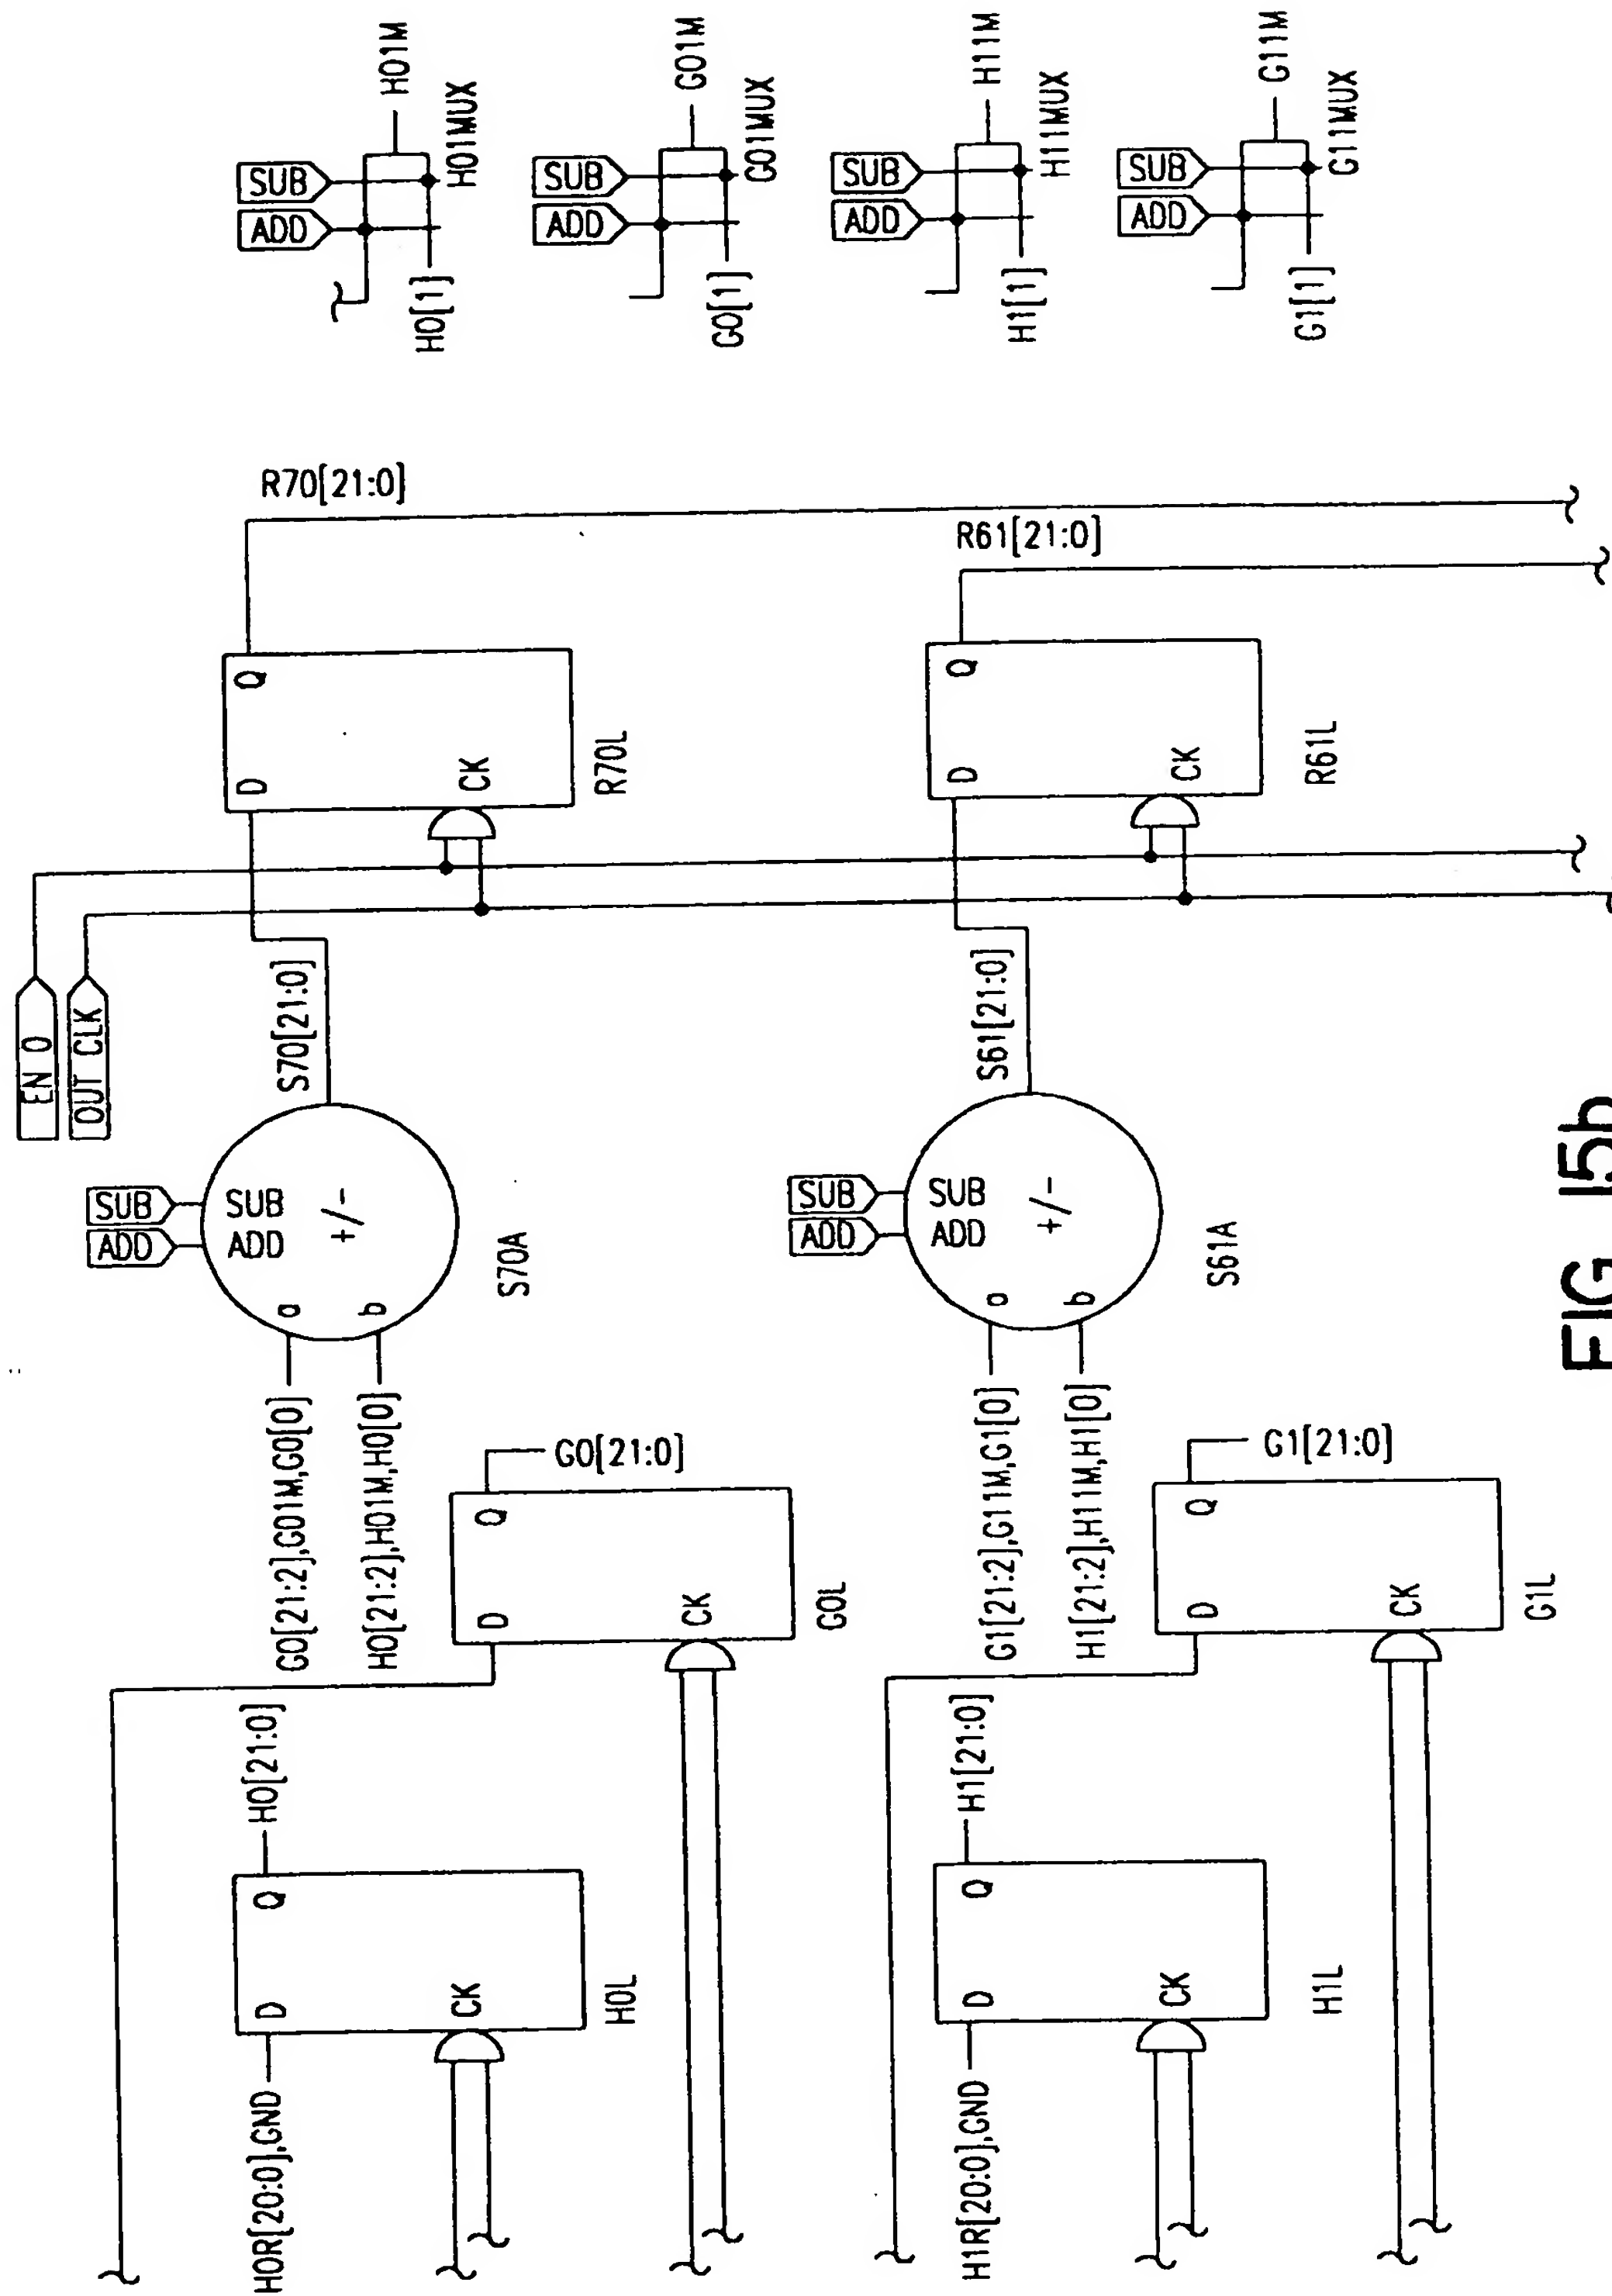 EN 0
OUT CLK
SUB
ADD
SUB
ADD
a
b
+/-
S70A
G0[21:2],G01M,G0[0]
H0[21:2],H01M,H0[0]
S70[21:0]
D
Q
CK
R70L
R70[21:0]
SUB
ADD
H0[1]
H01M
H01MUX
SUB
ADD
G0[1]
G01M
G01MUX
SUB
ADD
H1[1]
H11M
H11MUX
SUB
ADD
G1[1]
G11M
G11MUX
H0R[20:0],GND
D
Q
CK
H0L
H0[21:0]
D
Q
CK
G0L
G0[21:0]
SUB
ADD
SUB
ADD
a
b
+/-
S61A
G1[21:2],G11M,G1[0]
H1[21:2],H11M,H1[0]
S61[21:0]
D
Q
CK
R61L
R61[21:0]
H1R[20:0],GND
D
Q
CK
H1L
H1[21:0]
D
Q
CK
G1L
G1[21:0]
FIG 15b